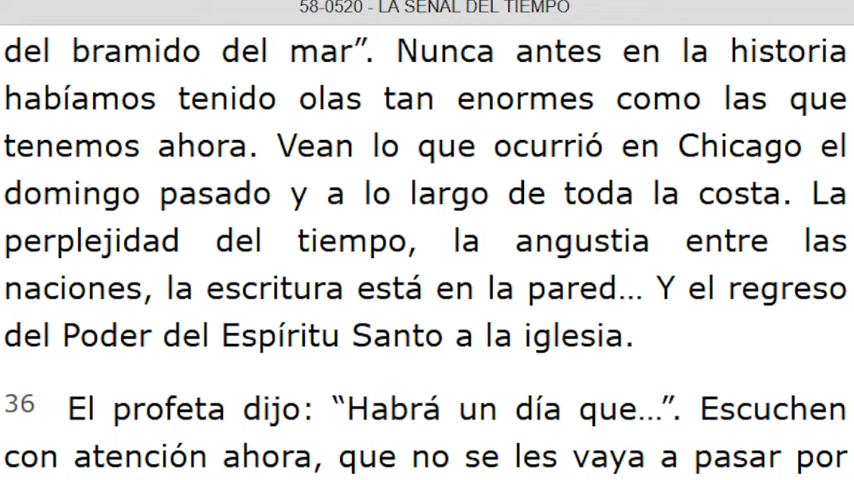 58-0520 - LA SEÑAL DEL TIEMPO
del bramido del mar”. Nunca antes en la historia
habíamos tenido olas tan enormes como las que
tenemos ahora. Vean lo que ocurrió en Chicago el
domingo pasado y a lo largo de toda la costa. La
perplejidad del tiempo, la angustia entre las
naciones, la escritura está en la pared... Y el regreso
del Poder del Espíritu Santo a la iglesia.
36 El profeta dijo: “Habrá un día que...”. Escuchen
con atención ahora, que no se les vaya a pasar por